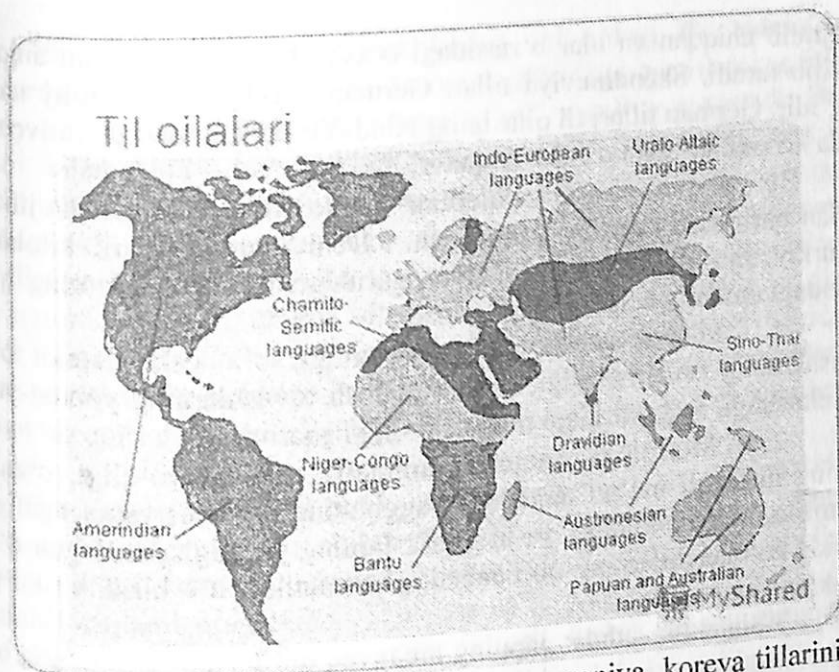 Til oilalari
Indo-European
languages
Uralo-Altaic
languages
Chamito-
Semitic
languages
Sino-Thai
languages
Niger-Congo
languages
Dravidian
languages
Amerindian
languages
Bantu
languages
Austronesian
languages
Papuan and Australian
languages
MyShared
koreya tillarini